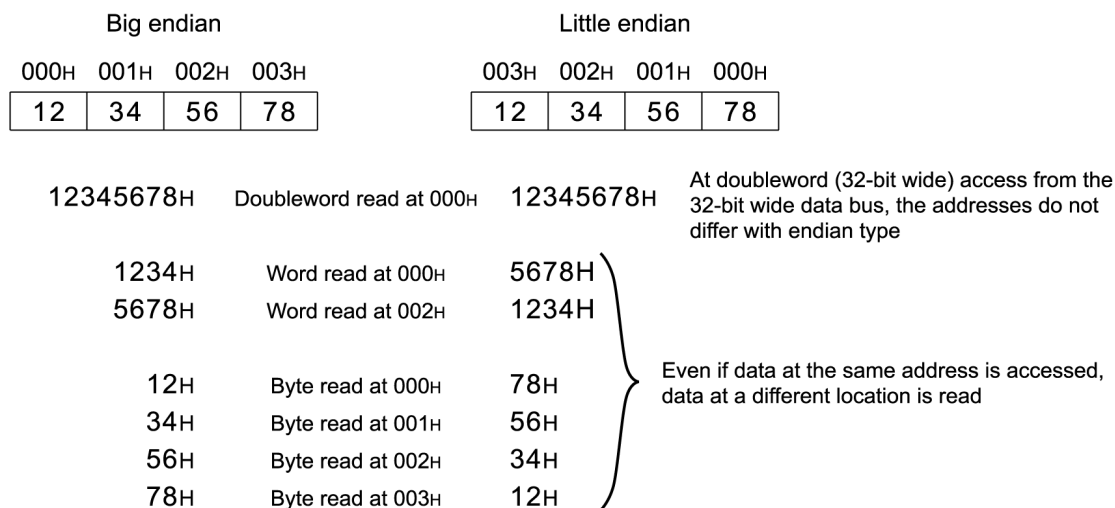 Big endian Little endian
000H 001H 002H 003H 003H 002H 001H 000H
12 34 56 78 12 34 56 78
12345678H Doubleword read at 000H 12345678H
At doubleword (32-bit wide) access from the
32-bit wide data bus, the addresses do not
differ with endian type
1234H Word read at 000H 5678H
5678H Word read at 002H 1234H
12H Byte read at 000H 78H
34H Byte read at 001H 56H
56H Byte read at 002H 34H
78H Byte read at 003H 12H
Even if data at the same address is accessed,
data at a different location is read